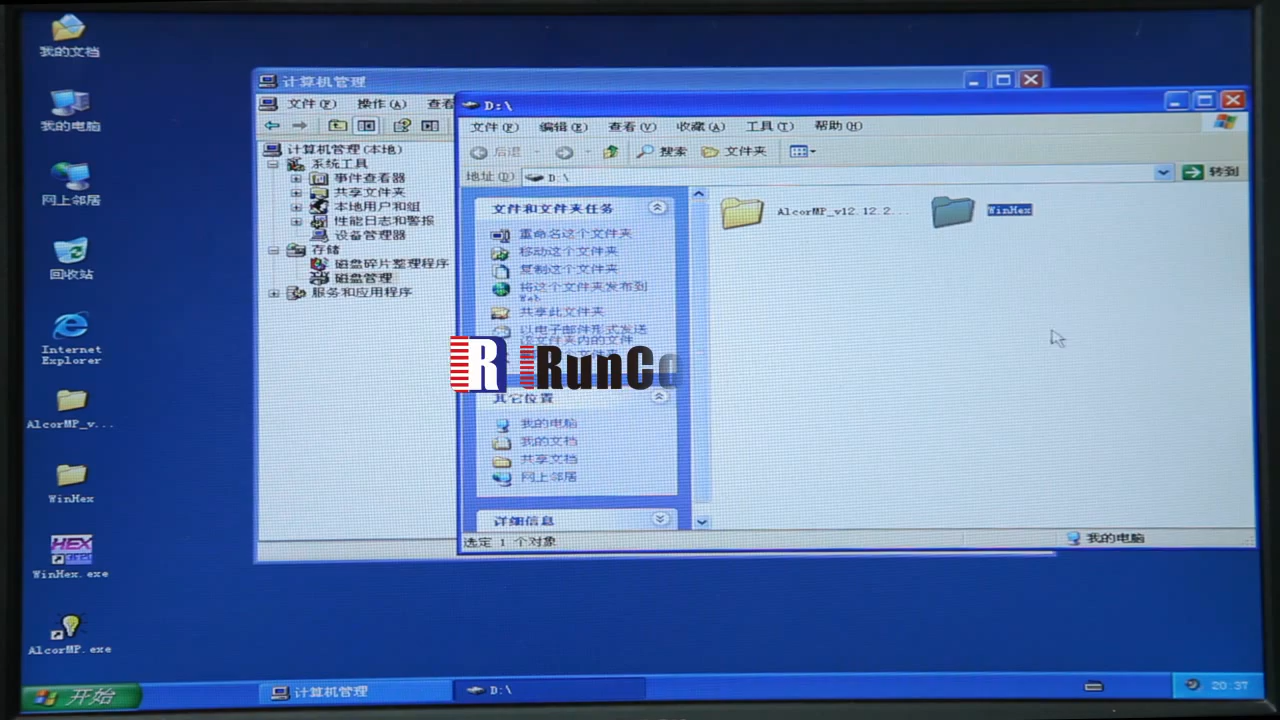 我的文档
我的电脑
网上邻居
回收站
Internet
Explorer
AlcorMP_v...
WinHex
HEX
WinHex.exe
AlcorMP.exe
计算机管理
文件(F) 操作(A) 查看
计算机管理(本地)
系统工具
事件查看器
共享文件夹
本地用户和组
性能日志和警报
设备管理器
存储
磁盘碎片整理程序
磁盘管理
服务和应用程序
D:\
文件(F) 编辑(E) 查看(V) 收藏(A) 工具(T) 帮助(H)
后退 搜索 文件夹
地址(D) D:\ 转到
文件和文件夹任务
重命名这个文件夹
移动这个文件夹
复制这个文件夹
将这个文件夹发布到
Web
共享此文件夹
以电子邮件形式发送
该文件夹内的文件
R RunCo
其它位置
我的电脑
我的文档
共享文档
网上邻居
详细信息
AlcorMP_v12.12.2...
WinHex
选定 1 个对象
我的电脑
开始
计算机管理
D:\
20:37